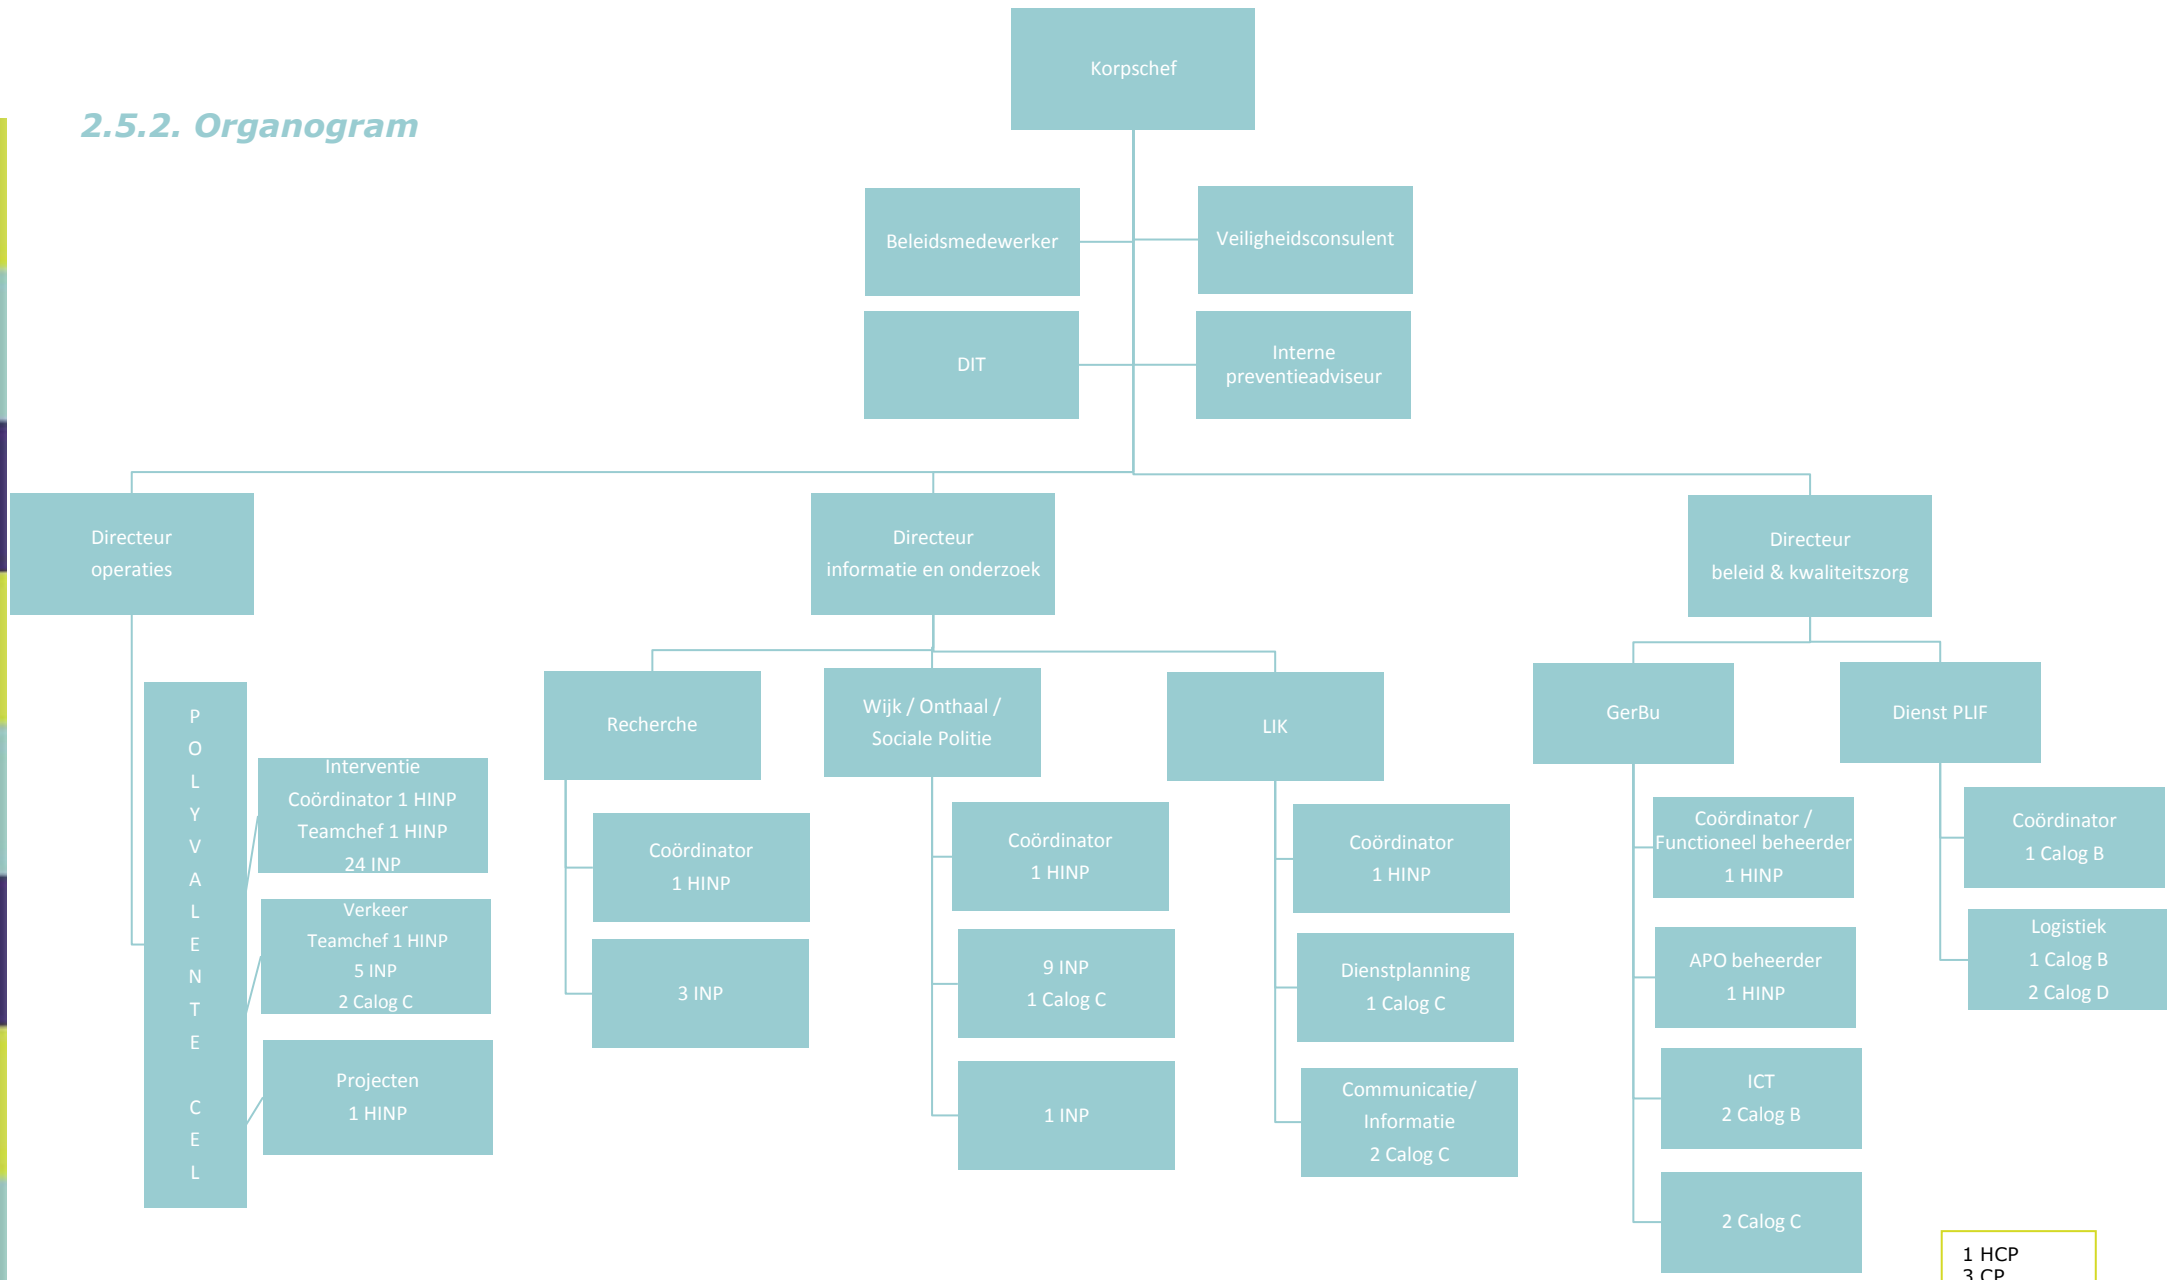 Korpschef
2.5.2. Organogram
Beleidsmedewerker
Veiligheidsconsulent
DIT
Interne
preventieadviseur
Directeur
operaties
Directeur
informatie en onderzoek
Directeur
beleid & kwaliteitszorg
P
O
L
Y
V
A
L
E
N
T
E
C
E
L
Interventie
Coördinator 1 HINP
Teamchef 1 HINP
24 INP
Verkeer
Teamchef 1 HINP
5 INP
2 Calog C
Projecten
1 HINP
Recherche
Coördinator
1 HINP
3 INP
Wijk / Onthaal /
Sociale Politie
Coördinator
1 HINP
9 INP
1 Calog C
1 INP
LIK
Coördinator
1 HINP
Dienstplanning
1 Calog C
Communicatie/
Informatie
2 Calog C
GerBu
Coördinator /
Functioneel beheerder
1 HINP
APO beheerder
1 HINP
ICT
2 Calog B
2 Calog C
Dienst PLIF
Coördinator
1 Calog B
Logistiek
1 Calog B
2 Calog D
1 HCP
3 CP